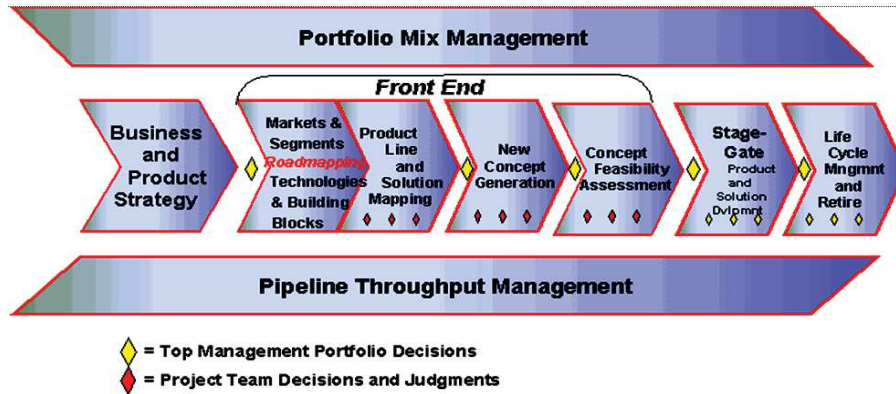 Portfolio Mix Management
Front End
Business
and
Product
Strategy
Markets &
Segments
Roadmapping
Technologies
& Building
Blocks
Product
Line
and
Solution
Mapping
New
Concept
Generation
Concept
Feasibility
Assessment
Stage-
Gate
Product
and
Solution
Dvlpmnt
Life
Cycle
Mngmnt
and
Retire
Pipeline Throughput Management
= Top Management Portfolio Decisions
= Project Team Decisions and Judgments